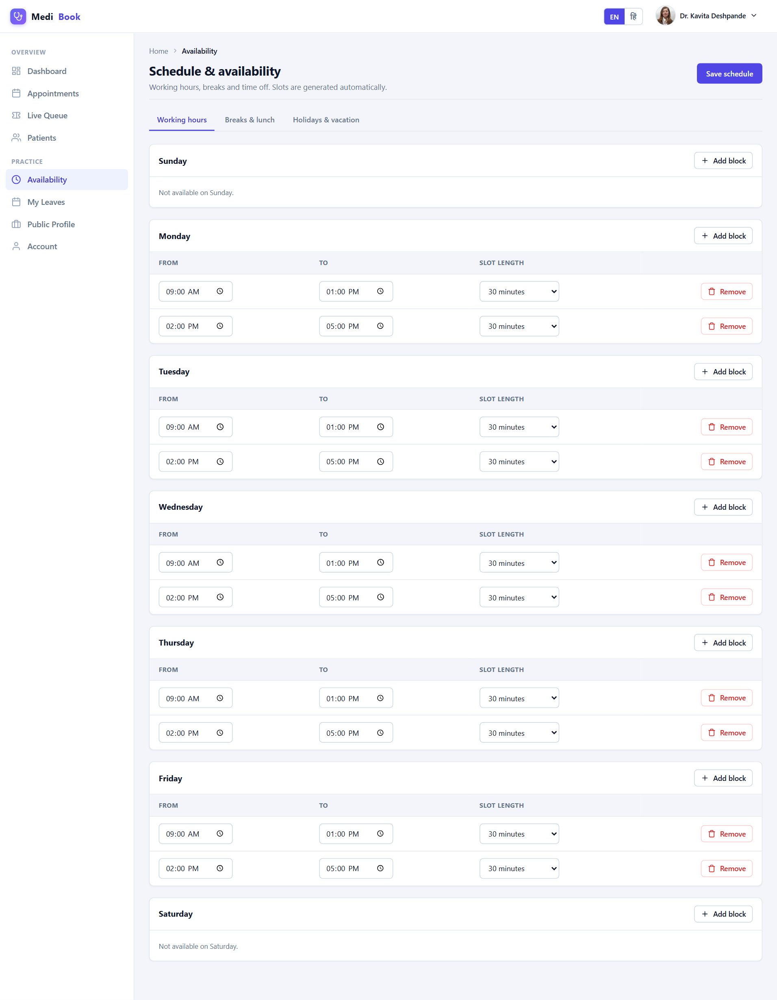 Medi Book
EN हिं Dr. Kavita Deshpande
OVERVIEW
Dashboard
Appointments
Live Queue
Patients
PRACTICE
Availability
My Leaves
Public Profile
Account
Home > Availability
Schedule & availability
Save schedule
Working hours, breaks and time off. Slots are generated automatically.
Working hours Breaks & lunch Holidays & vacation
Sunday + Add block
Not available on Sunday.
Monday + Add block
FROM TO SLOT LENGTH
09:00 AM 01:00 PM 30 minutes Remove
02:00 PM 05:00 PM 30 minutes Remove
Tuesday + Add block
FROM TO SLOT LENGTH
09:00 AM 01:00 PM 30 minutes Remove
02:00 PM 05:00 PM 30 minutes Remove
Wednesday + Add block
FROM TO SLOT LENGTH
09:00 AM 01:00 PM 30 minutes Remove
02:00 PM 05:00 PM 30 minutes Remove
Thursday + Add block
FROM TO SLOT LENGTH
09:00 AM 01:00 PM 30 minutes Remove
02:00 PM 05:00 PM 30 minutes Remove
Friday + Add block
FROM TO SLOT LENGTH
09:00 AM 01:00 PM 30 minutes Remove
02:00 PM 05:00 PM 30 minutes Remove
Saturday + Add block
Not available on Saturday.